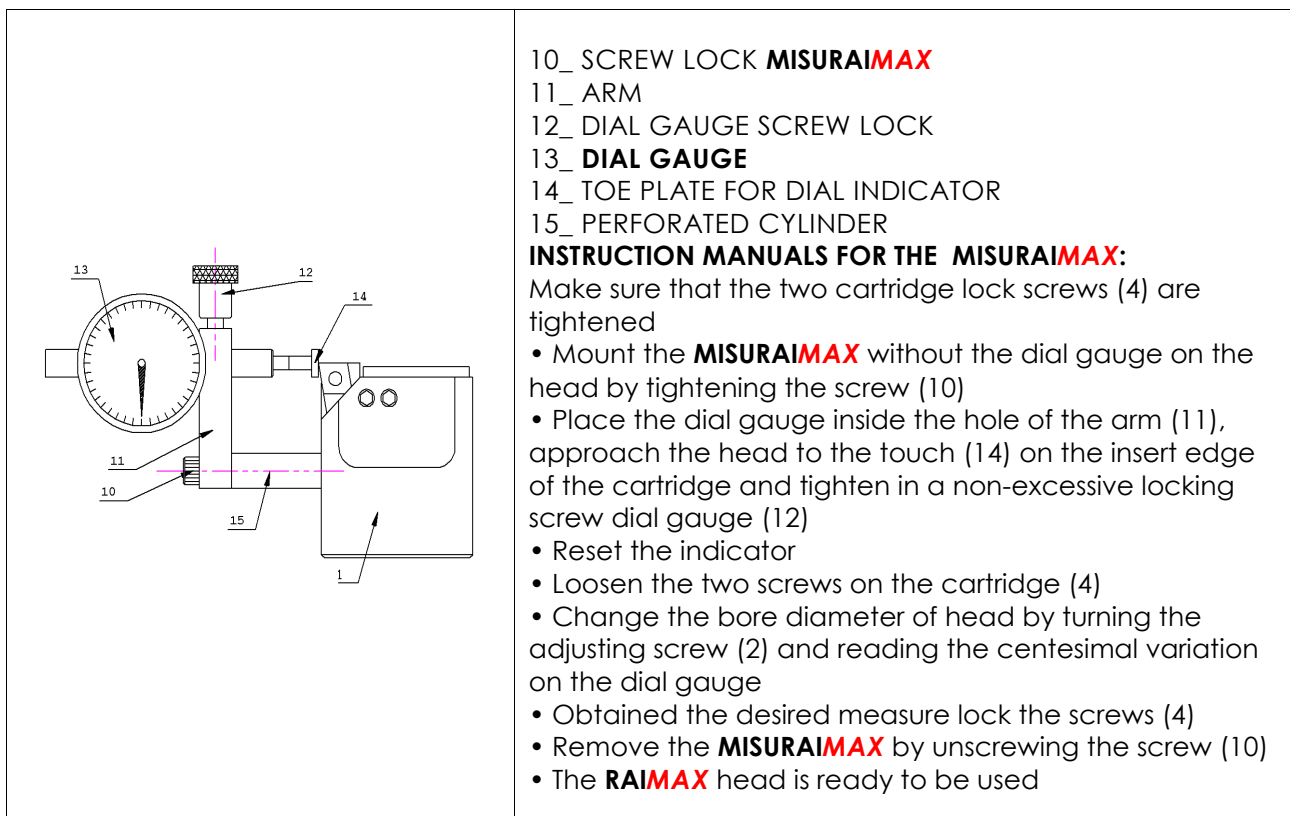 13
12
14
11
10
15
1
10_ SCREW LOCK MISURAIMAX
11_ ARM
12_ DIAL GAUGE SCREW LOCK
13_ DIAL GAUGE
14_ TOE PLATE FOR DIAL INDICATOR
15_ PERFORATED CYLINDER
INSTRUCTION MANUALS FOR THE MISURAIMAX:
Make sure that the two cartridge lock screws (4) are
tightened
• Mount the MISURAIMAX without the dial gauge on the
head by tightening the screw (10)
• Place the dial gauge inside the hole of the arm (11),
approach the head to the touch (14) on the insert edge
of the cartridge and tighten in a non-excessive locking
screw dial gauge (12)
• Reset the indicator
• Loosen the two screws on the cartridge (4)
• Change the bore diameter of head by turning the
adjusting screw (2) and reading the centesimal variation
on the dial gauge
• Obtained the desired measure lock the screws (4)
• Remove the MISURAIMAX by unscrewing the screw (10)
• The RAIMAX head is ready to be used